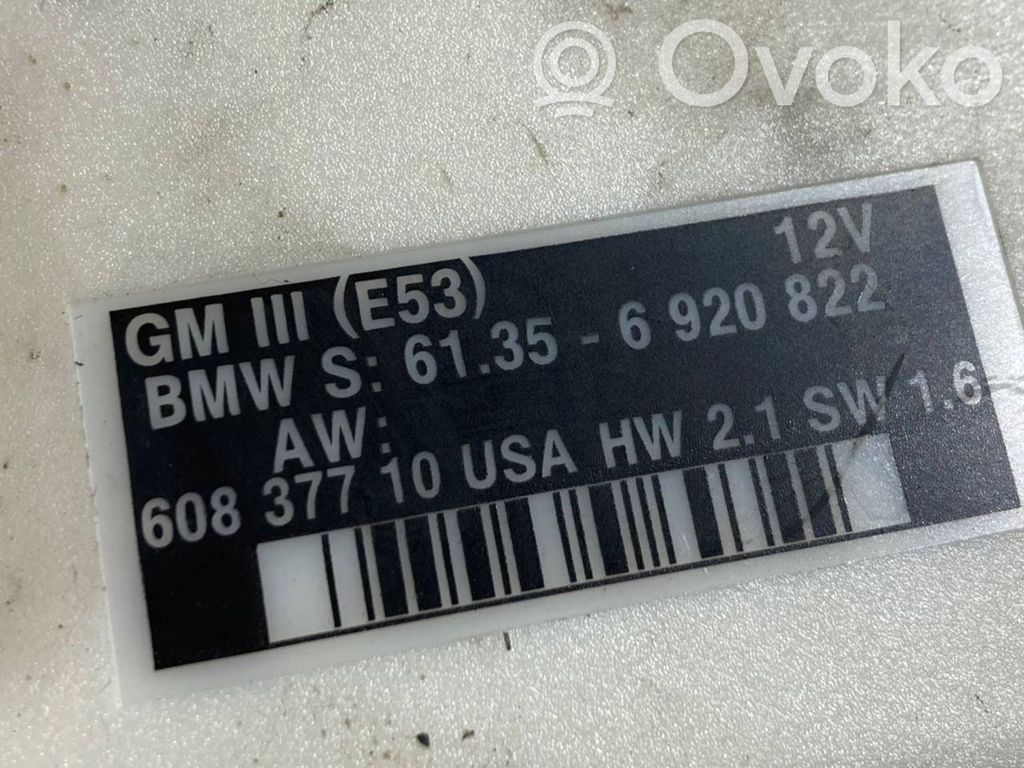 Ovoko
12V
GM III (E53)
BMW S: 61.35 - 6 920 822
AW:
608 377 10 USA HW 2.1 SW 1.6